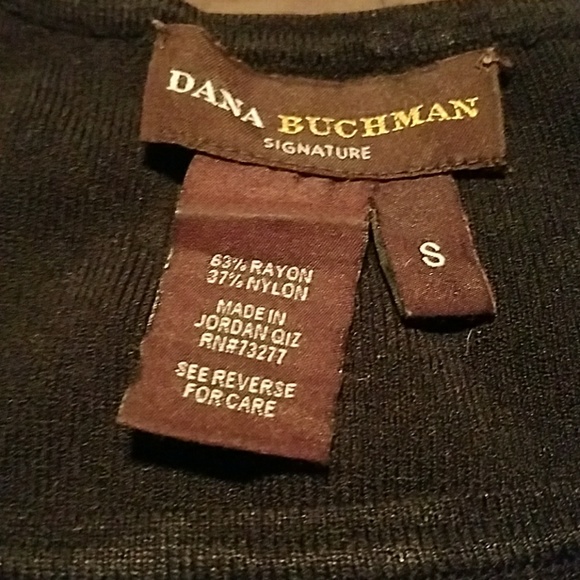 DANA BUCHMAN
SIGNATURE
S
63% RAYON
37% NYLON
MADE IN
JORDAN QIZ
RN#73277
SEE REVERSE
FOR CARE